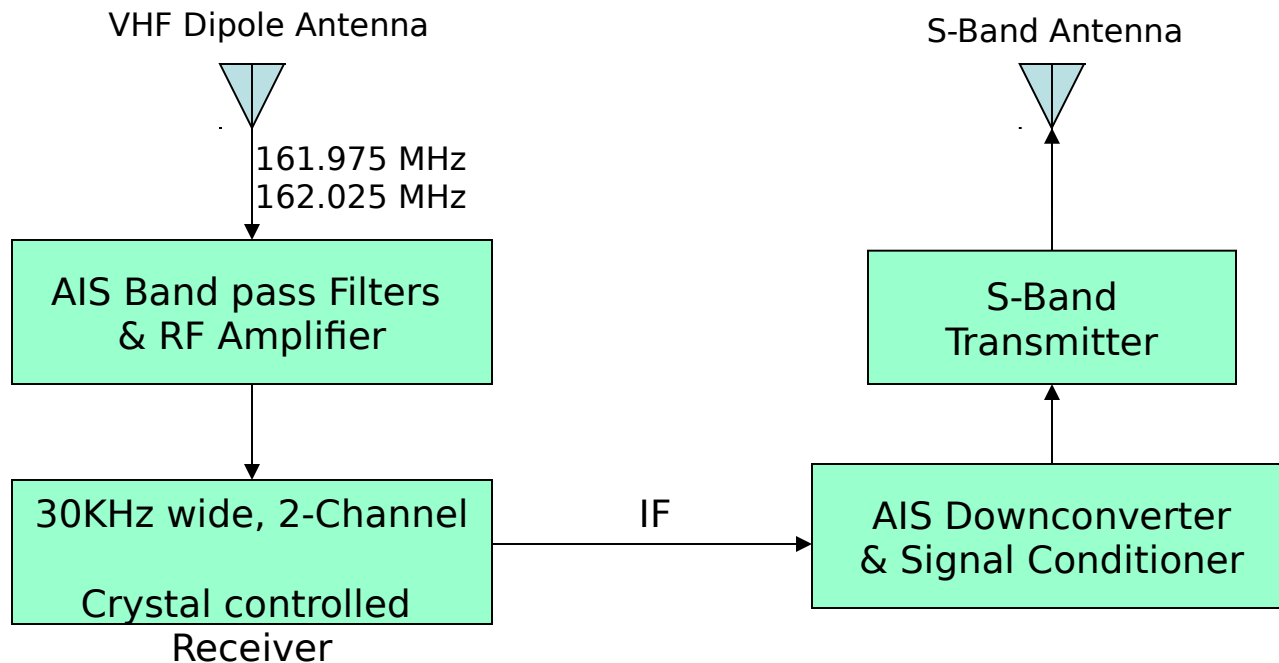 VHF Dipole Antenna
S-Band Antenna
161.975 MHz
162.025 MHz
AIS Band pass Filters
& RF Amplifier
S-Band
Transmitter
30KHz wide, 2-Channel
Crystal controlled
Receiver
IF
AIS Downconverter
& Signal Conditioner